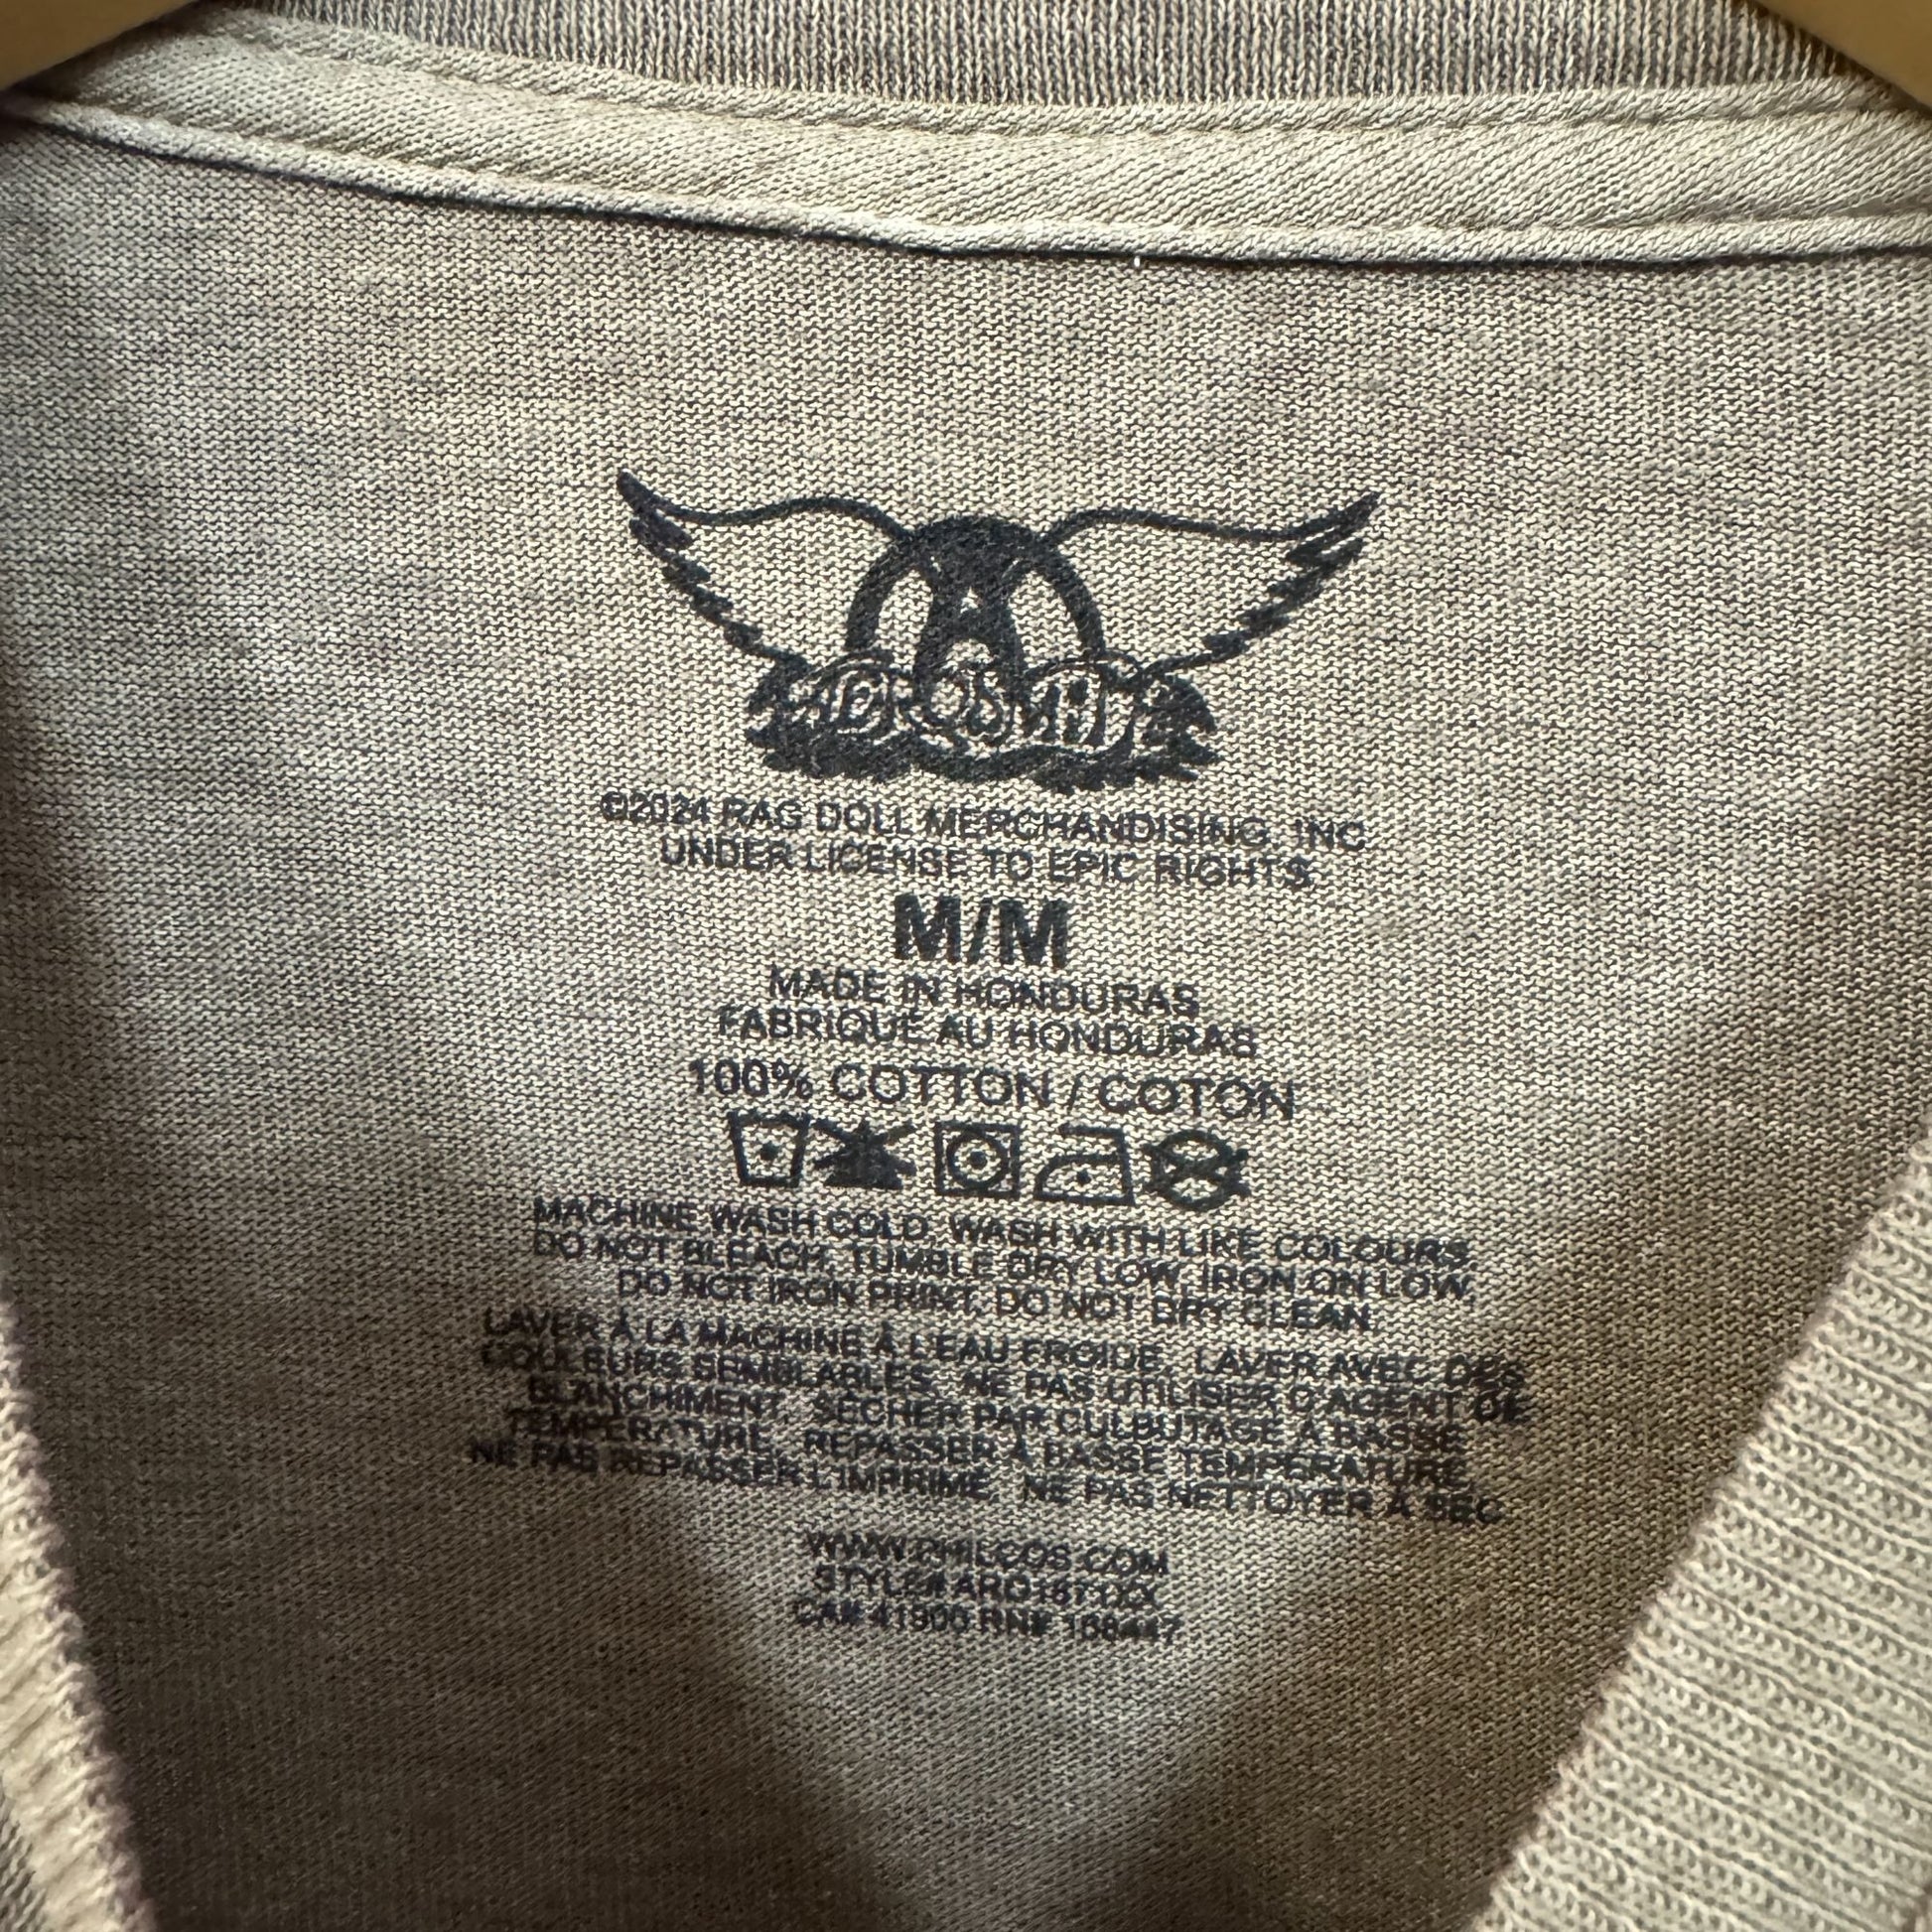 AEROSMITH
©2024 RAG DOLL MERCHANDISING, INC
UNDER LICENSE TO EPIC RIGHTS.
M/M
MADE IN HONDURAS
FABRIQUÉ AU HONDURAS
100% COTTON / COTON
MACHINE WASH COLD. WASH WITH LIKE COLOURS.
DO NOT BLEACH. TUMBLE DRY LOW. IRON ON LOW,
DO NOT IRON PRINT. DO NOT DRY CLEAN.
LAVER À LA MACHINE À L'EAU FROIDE. LAVER AVEC DES
COULEURS SEMBLABLES. NE PAS UTILISER D'AGENT DE
BLANCHIMENT. SÉCHER PAR CULBUTAGE À BASSE
TEMPÉRATURE. REPASSER À BASSE TEMPÉRATURE.
NE PAS REPASSER L'IMPRIMÉ. NE PAS NETTOYER À SEC
WWW.PHILCOS.COM
STYLE#
CA# 41900 RN#